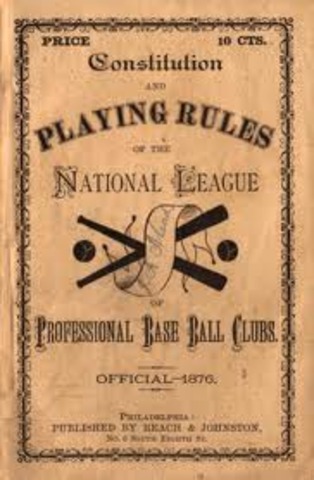 PRICE 10 CTS.
Constitution
AND
PLAYING RULES
OF THE
NATIONAL LEAGUE
OF
PROFESSIONAL BASE BALL CLUBS.
OFFICIAL—1876.
PHILADELPHIA:
PUBLISHED BY REACH & JOHNSTON,
No. 6 SOUTH EIGHTH ST.